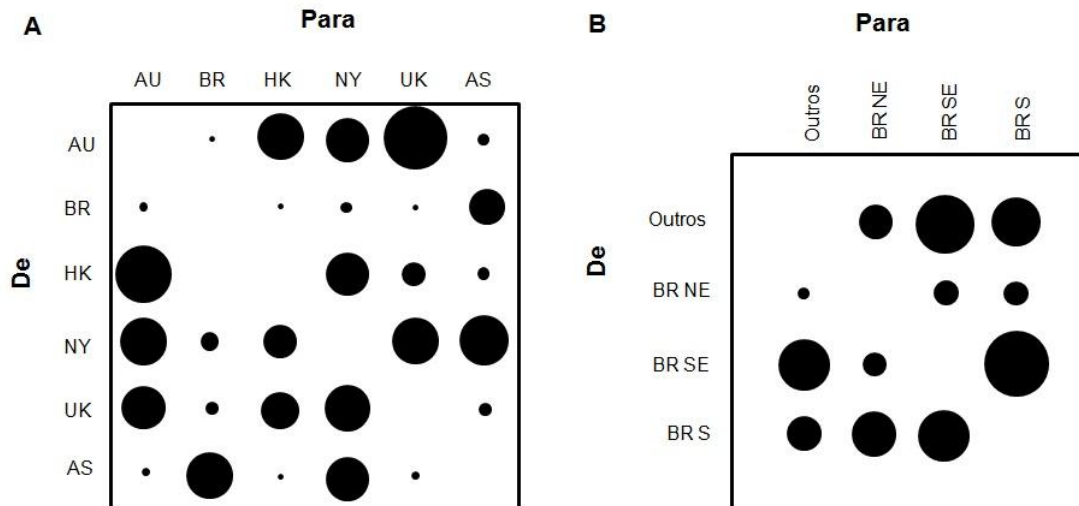 A
Para
AU BR HK NY UK AS
De
AU
BR
HK
NY
UK
AS
B
Para
Outros BR NE BR SE BR S
De
Outros
BR NE
BR SE
BR S